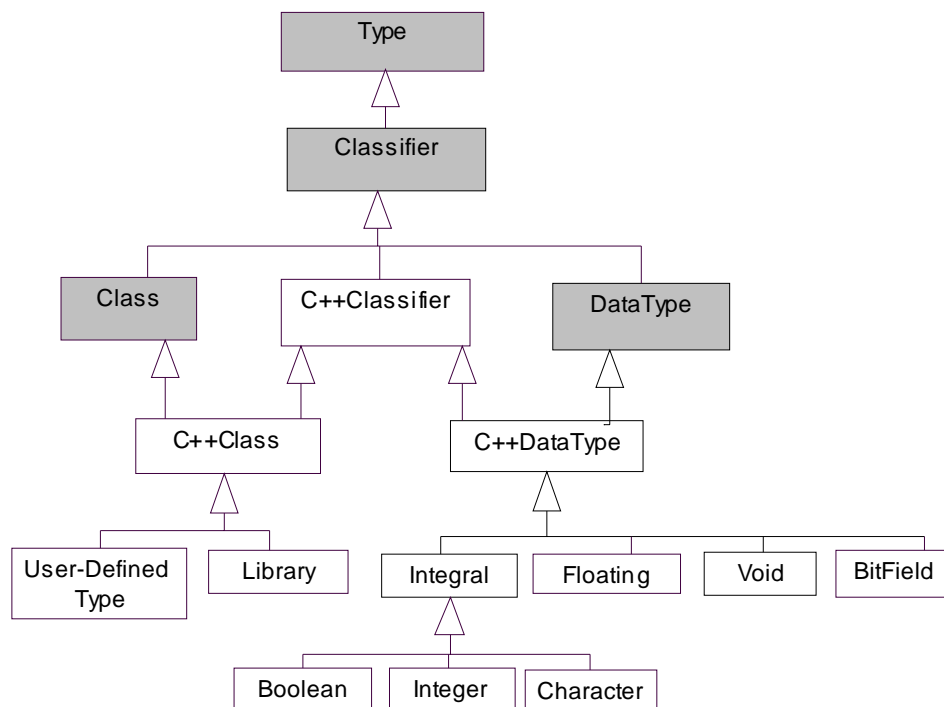 Type
Classifier
Class
C++Classifier
DataType
C++Class
C++DataType
User-Defined
Type
Library
Integral
Floating
Void
BitField
Boolean
Integer
Character